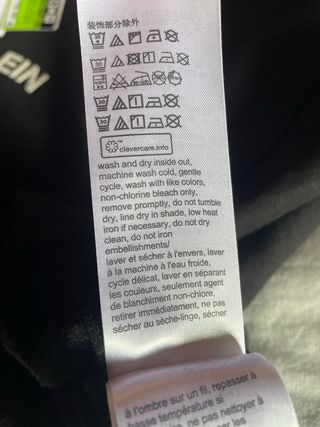 EIN
装饰部分除外
clevercare.info
wash and dry inside out,
machine wash cold, gentle
cycle, wash with like colors,
non-chlorine bleach only,
remove promptly, do not tumble
dry, line dry in shade, low heat
iron if necessary, do not dry
clean, do not iron
embellishments/
laver et sécher à l'envers, laver
à la machine à l'eau froide,
cycle délicat, laver en séparant
les couleurs, seulement agent
de blanchiment non-chlore,
retirer immédiatement, ne pas
sécher au sèche-linge, sécher
à l'ombre sur un fil, repasser à
basse température si
ne pas nettoyer à